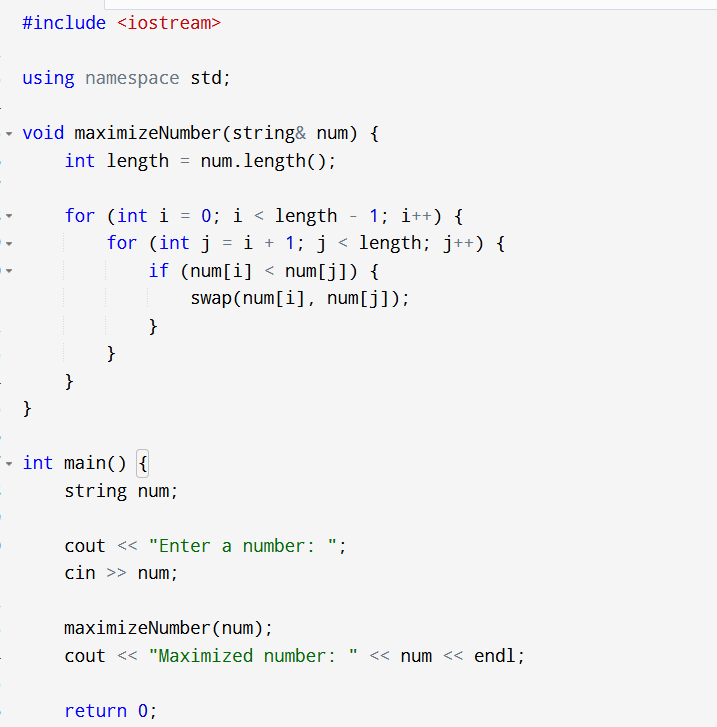 #include <iostream>
using namespace std;
void maximizeNumber(string& num) {
    int length = num.length();
    for (int i = 0; i < length - 1; i++) {
        for (int j = i + 1; j < length; j++) {
            if (num[i] < num[j]) {
                swap(num[i], num[j]);
            }
        }
    }
}
int main() {
    string num;
    cout << "Enter a number: ";
    cin >> num;
    maximizeNumber(num);
    cout << "Maximized number: " << num << endl;
    return 0;